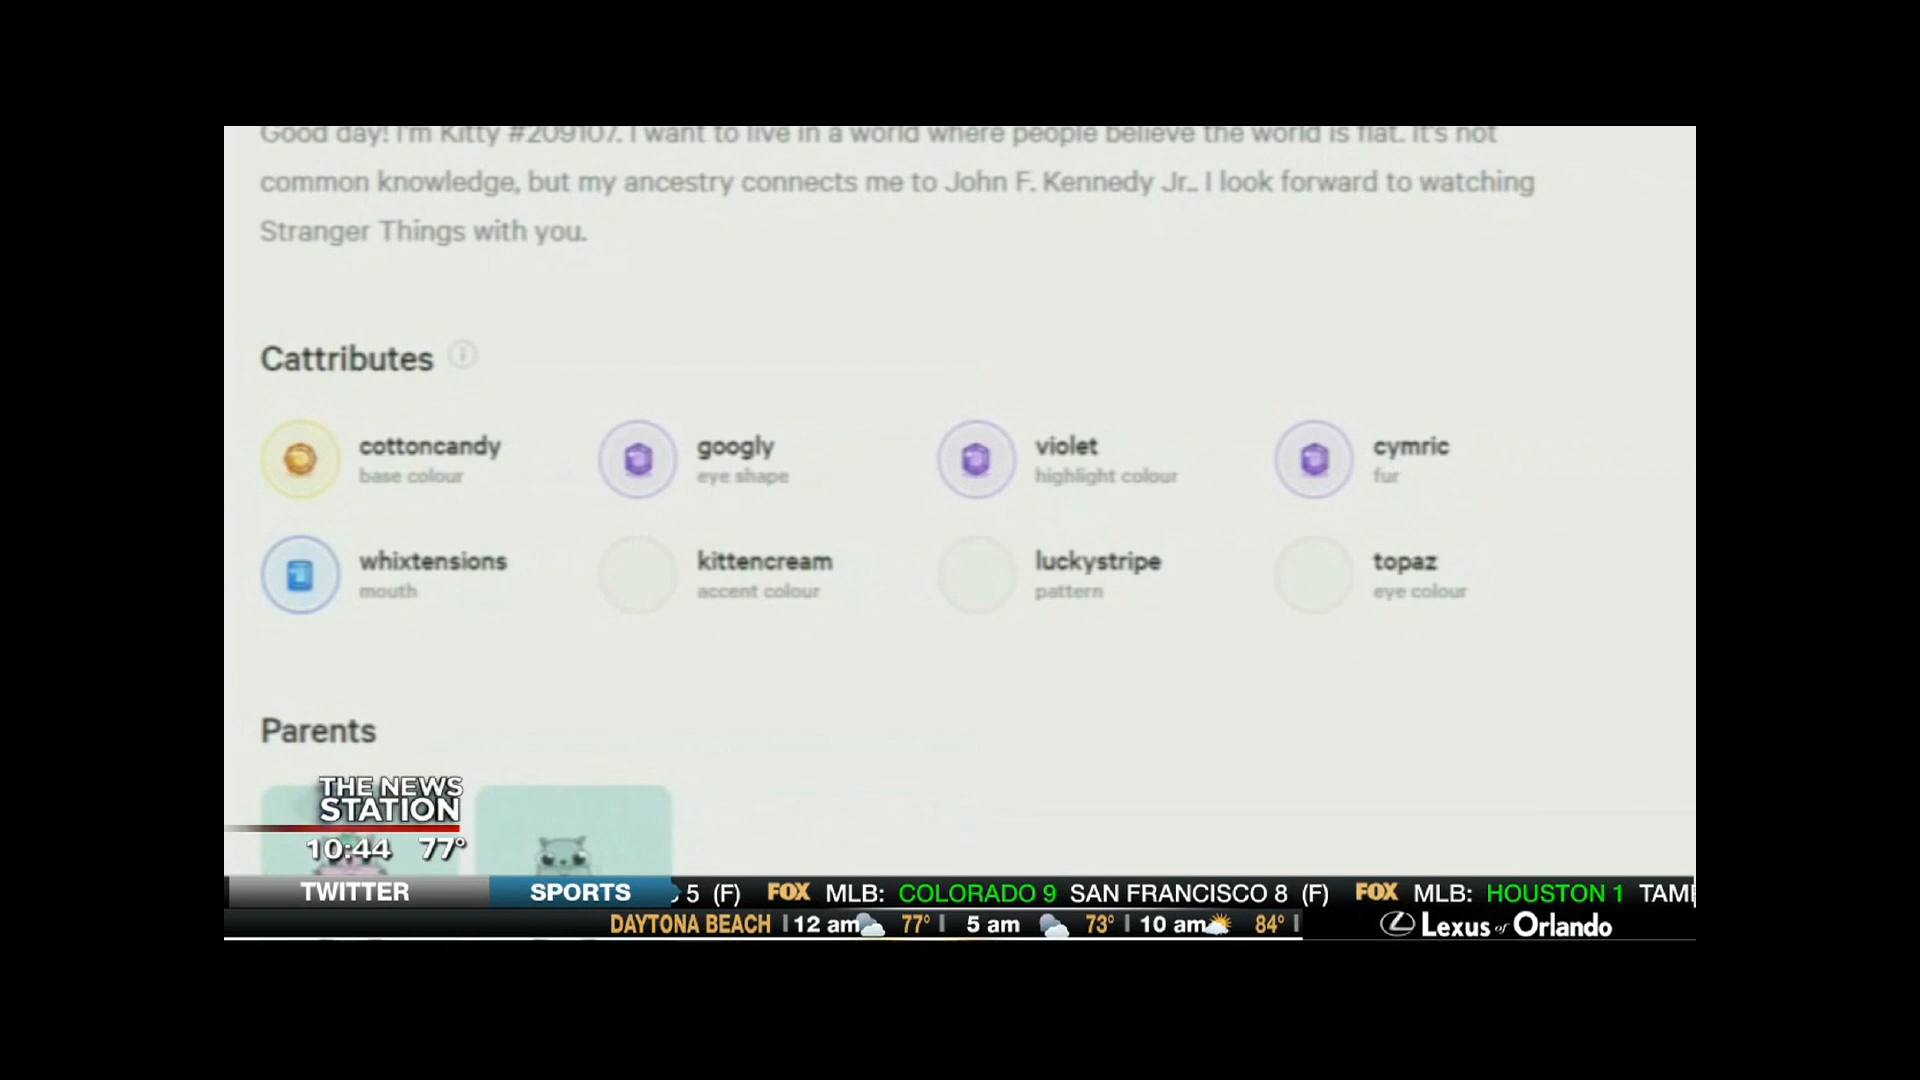 Good day! I'm Kitty #209107. I want to live in a world where people believe the world is flat. It's not
common knowledge, but my ancestry connects me to John F. Kennedy Jr.. I look forward to watching
Stranger Things with you.
Cattributes
cottoncandy
base colour
googly
eye shape
violet
highlight colour
cymric
fur
whixtensions
mouth
kittencream
accent colour
luckystripe
pattern
topaz
eye colour
Parents
THE NEWS
STATION
10:44 77°
TWITTER SPORTS 5 (F) FOX MLB: COLORADO 9 SAN FRANCISCO 8 (F) FOX MLB: HOUSTON 1
DAYTONA BEACH 12 am 77° 5 am 73° 10 am 84° Lexus of Orlando